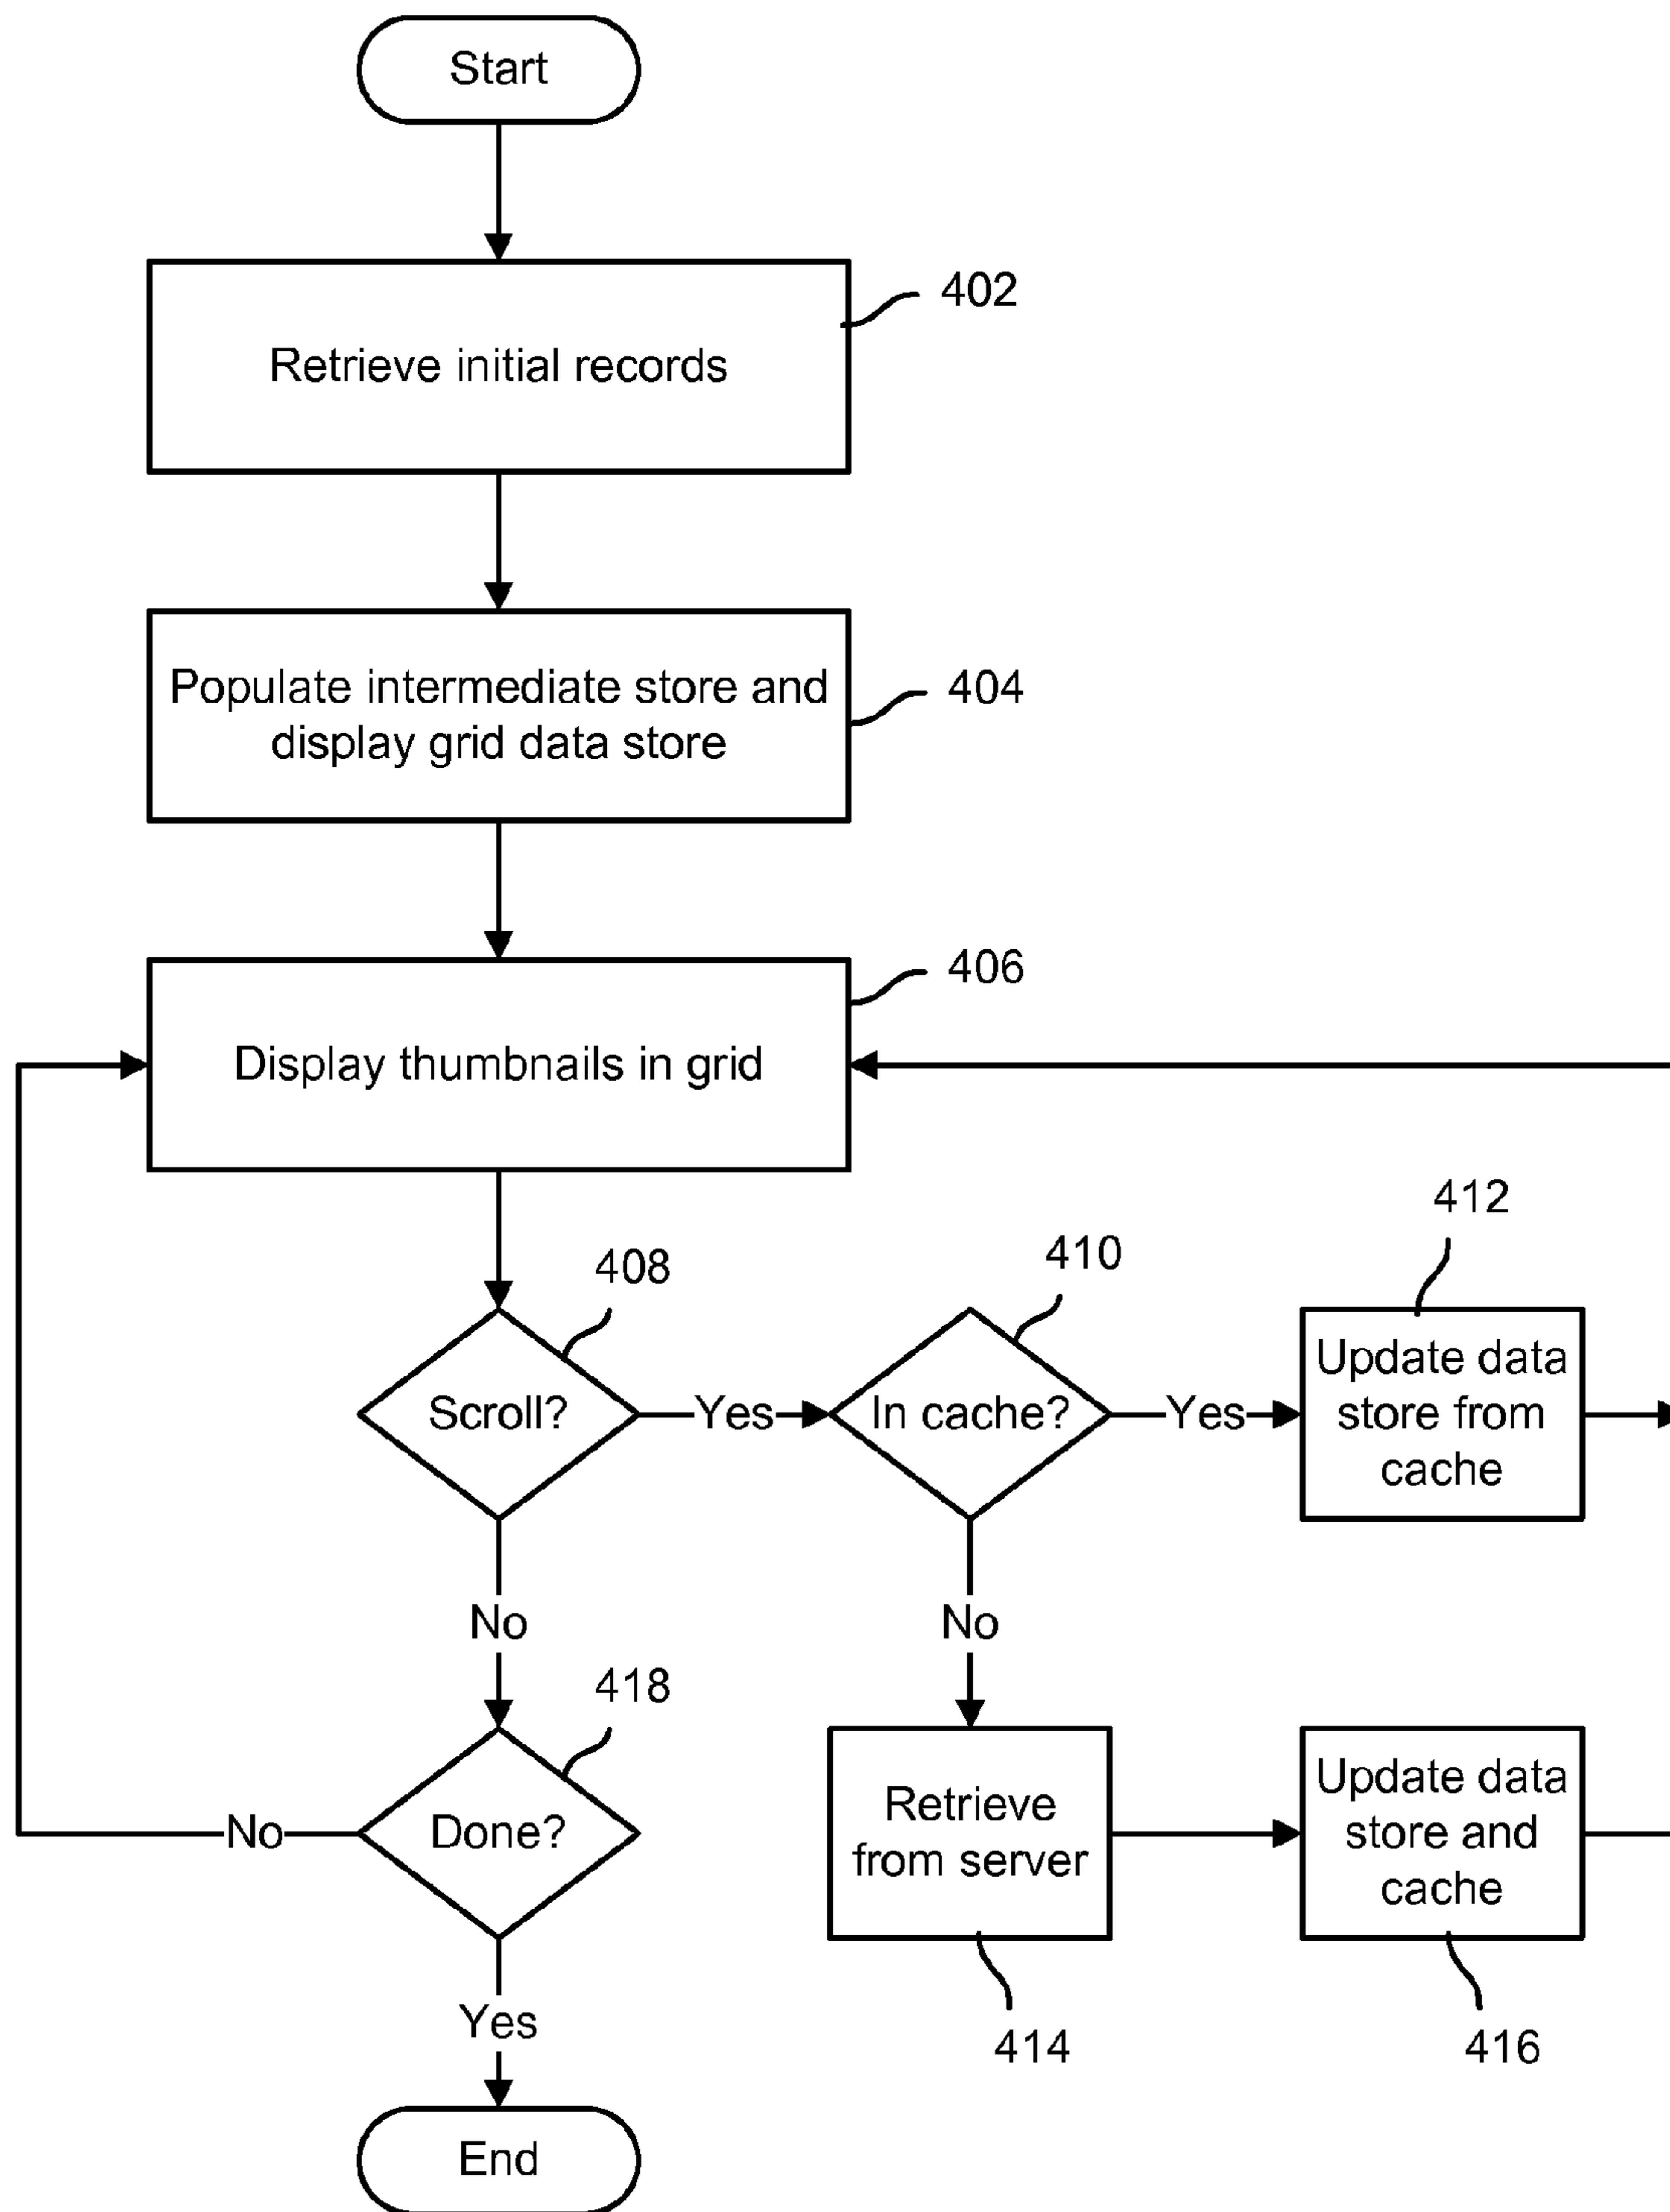 Start
402
Retrieve initial records
404
Populate intermediate store and
display grid data store
406
Display thumbnails in grid
412
410
408
Scroll?
Yes
In cache?
Yes
Update data
store from
cache
No
No
418
Done?
No
Retrieve
from server
Update data
store and
cache
Yes
414
416
End